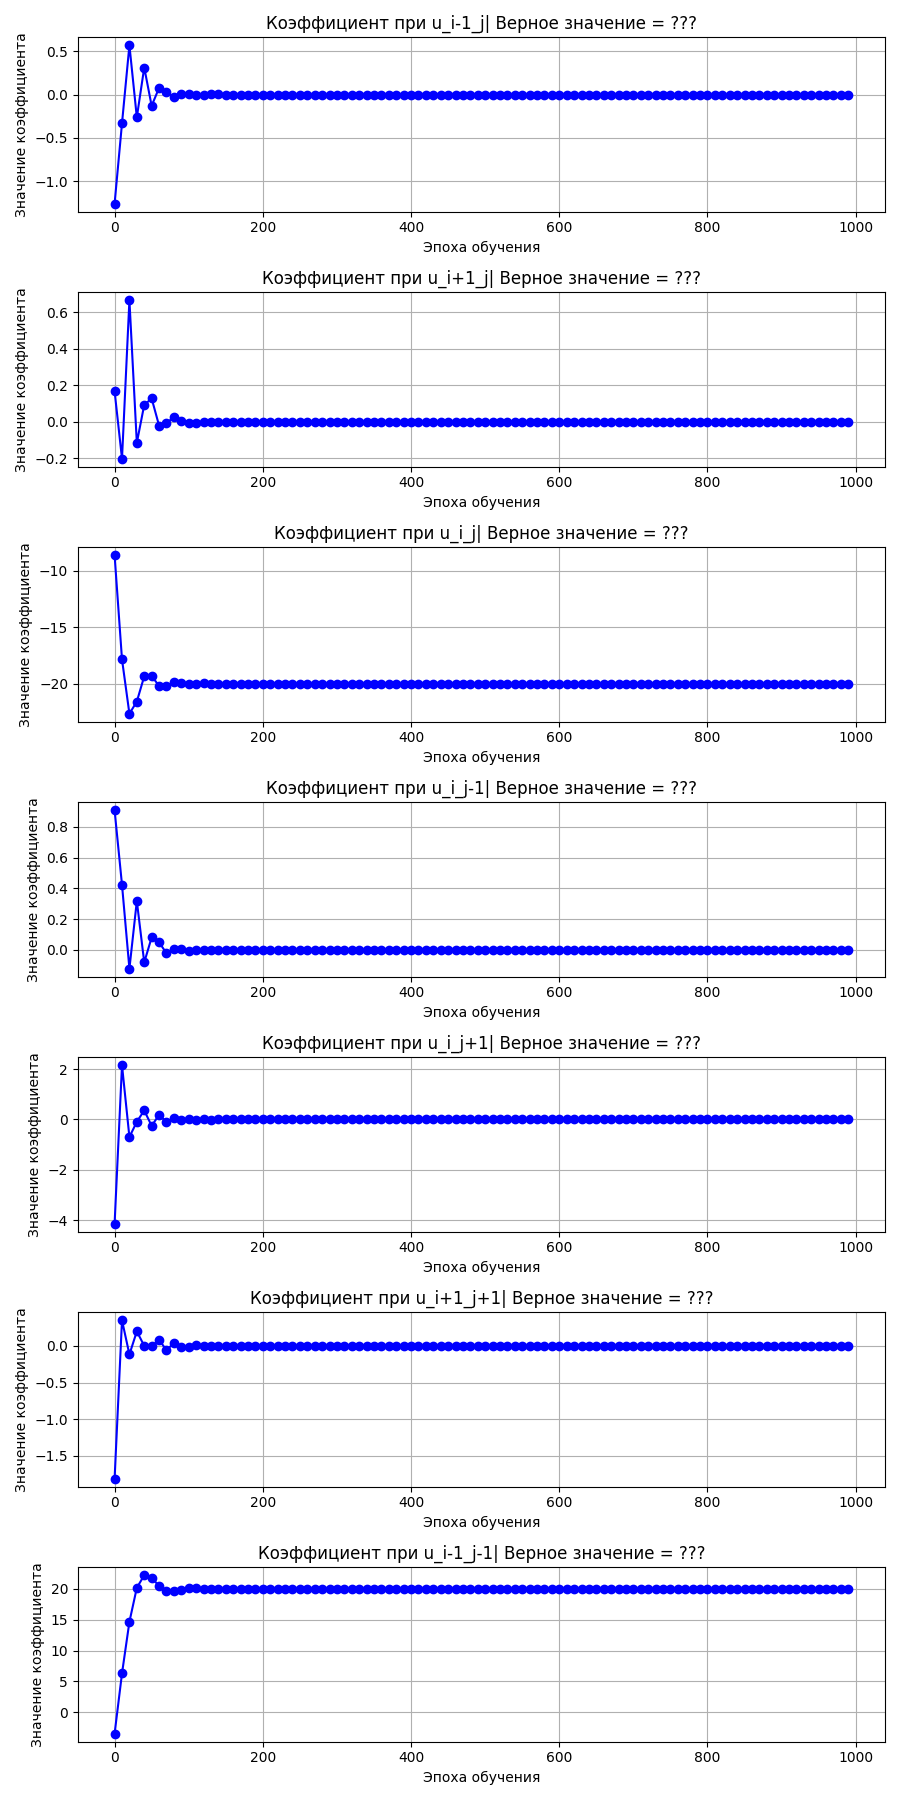 Коэффициент при u_i-1_j| Верное значение = ???
Значение коэффициента
0.5
0.0
−0.5
−1.0
0 200 400 600 800 1000
Эпоха обучения
Коэффициент при u_i+1_j| Верное значение = ???
Значение коэффициента
0.6
0.4
0.2
0.0
−0.2
0 200 400 600 800 1000
Эпоха обучения
Коэффициент при u_i_j| Верное значение = ???
Значение коэффициента
−10
−15
−20
0 200 400 600 800 1000
Эпоха обучения
Коэффициент при u_i_j-1| Верное значение = ???
Значение коэффициента
0.8
0.6
0.4
0.2
0.0
0 200 400 600 800 1000
Эпоха обучения
Коэффициент при u_i_j+1| Верное значение = ???
Значение коэффициента
2
0
−2
−4
0 200 400 600 800 1000
Эпоха обучения
Коэффициент при u_i+1_j+1| Верное значение = ???
Значение коэффициента
0.0
−0.5
−1.0
−1.5
0 200 400 600 800 1000
Эпоха обучения
Коэффициент при u_i-1_j-1| Верное значение = ???
Значение коэффициента
20
15
10
5
0
0 200 400 600 800 1000
Эпоха обучения